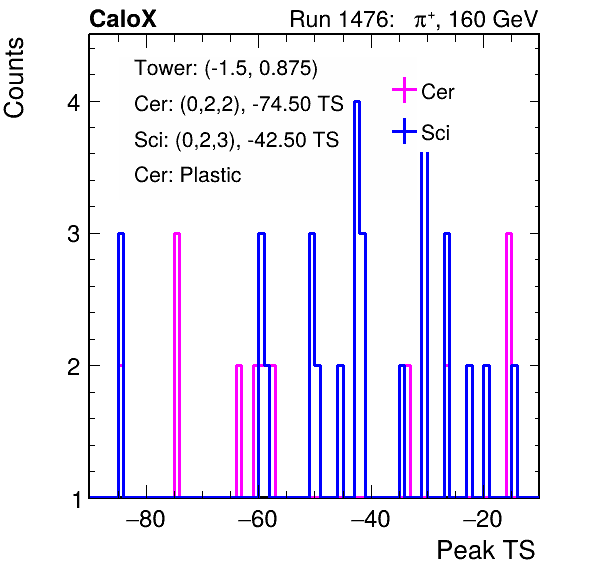 CaloX Run 1476: π⁺, 160 GeV
Counts
Tower: (-1.5, 0.875)
Cer: (0,2,2), -74.50 TS
Sci: (0,2,3), -42.50 TS
Cer: Plastic
Cer
Sci
4
3
2
1
−80 −60 −40 −20
Peak TS